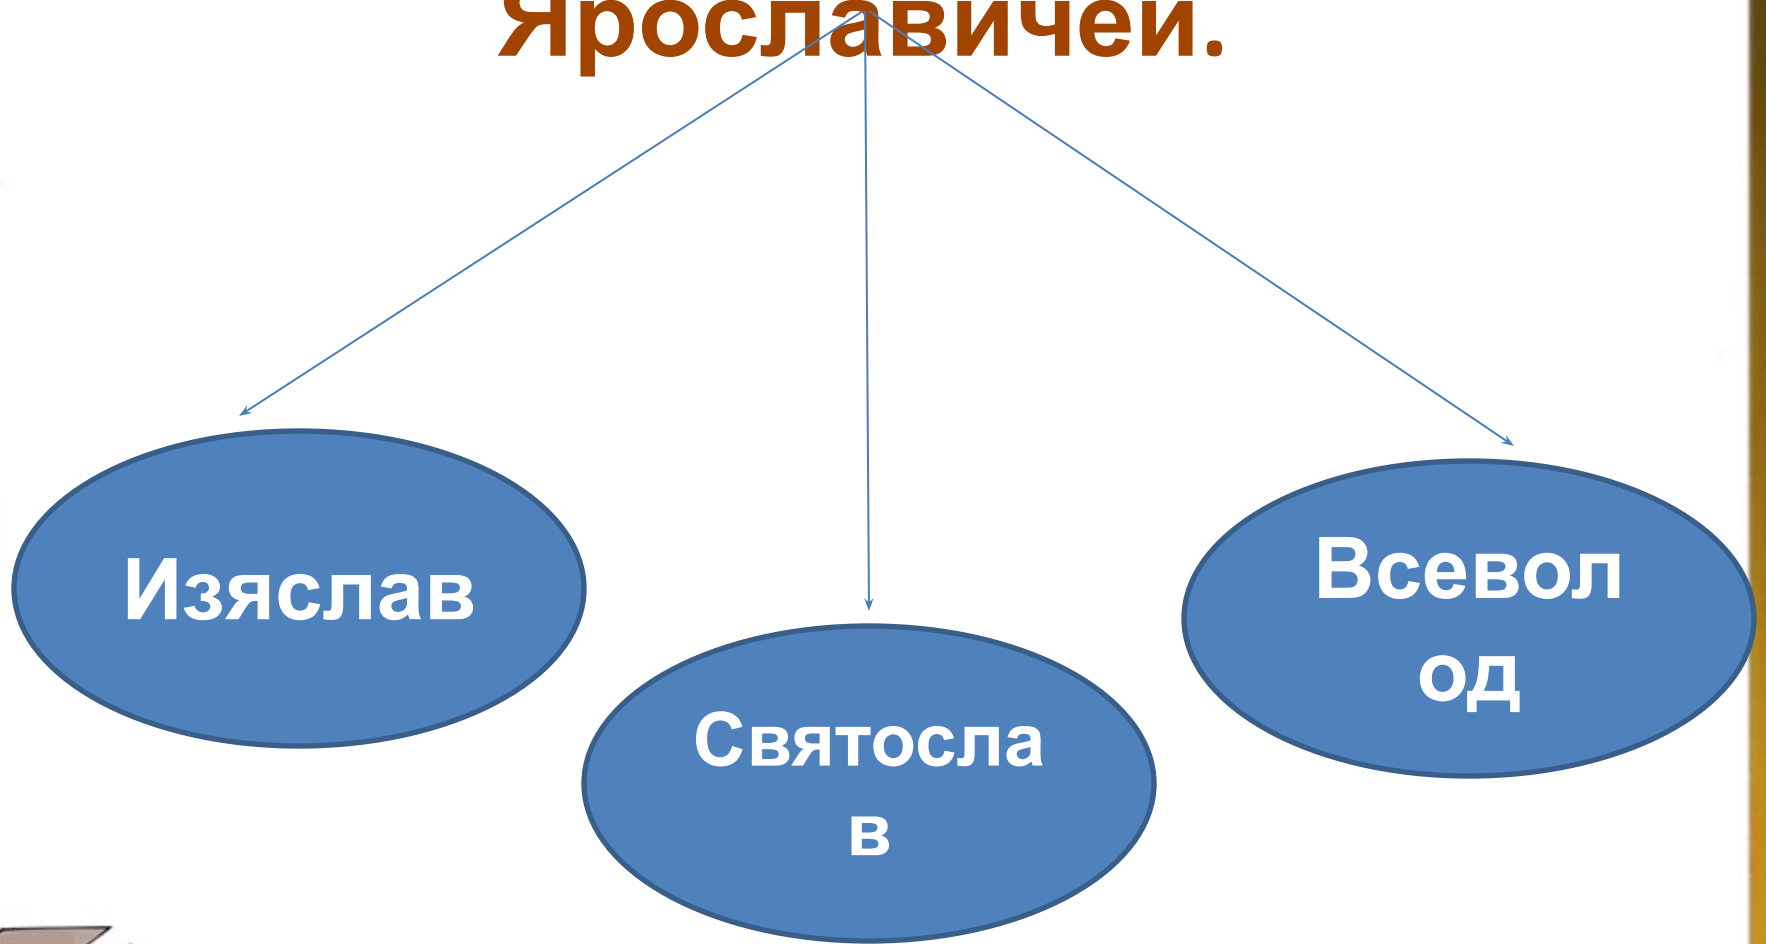 Ярославичей.
Изяслав
Всевол
од
Святосла
в